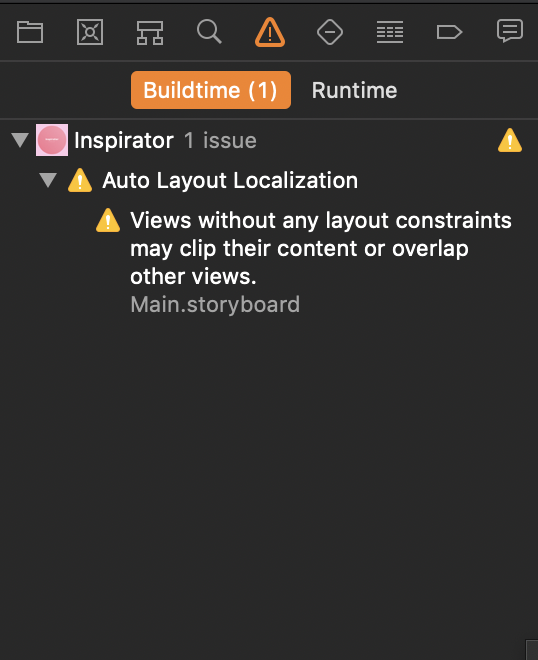 Buildtime (1) Runtime
Inspirator 1 issue
Auto Layout Localization
Views without any layout constraints
may clip their content or overlap
other views.
Main.storyboard